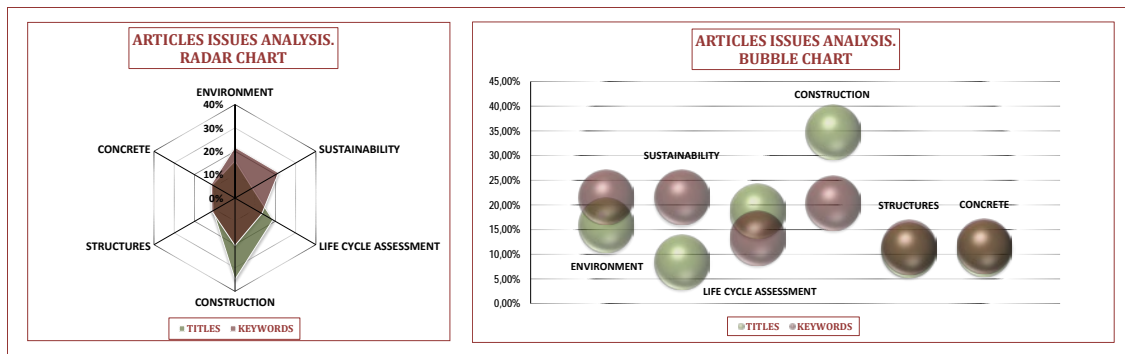 ARTICLES ISSUES ANALYSIS.
RADAR CHART
ENVIRONMENT
40%
30%
20%
10%
0%
CONCRETE
SUSTAINABILITY
STRUCTURES
LIFE CYCLE ASSESSMENT
CONSTRUCTION
TITLES KEYWORDS
ARTICLES ISSUES ANALYSIS.
BUBBLE CHART
45,00%
40,00%
35,00%
30,00%
25,00%
20,00%
15,00%
10,00%
5,00%
0,00%
CONSTRUCTION
SUSTAINABILITY
STRUCTURES
CONCRETE
ENVIRONMENT
LIFE CYCLE ASSESSMENT
TITLES KEYWORDS